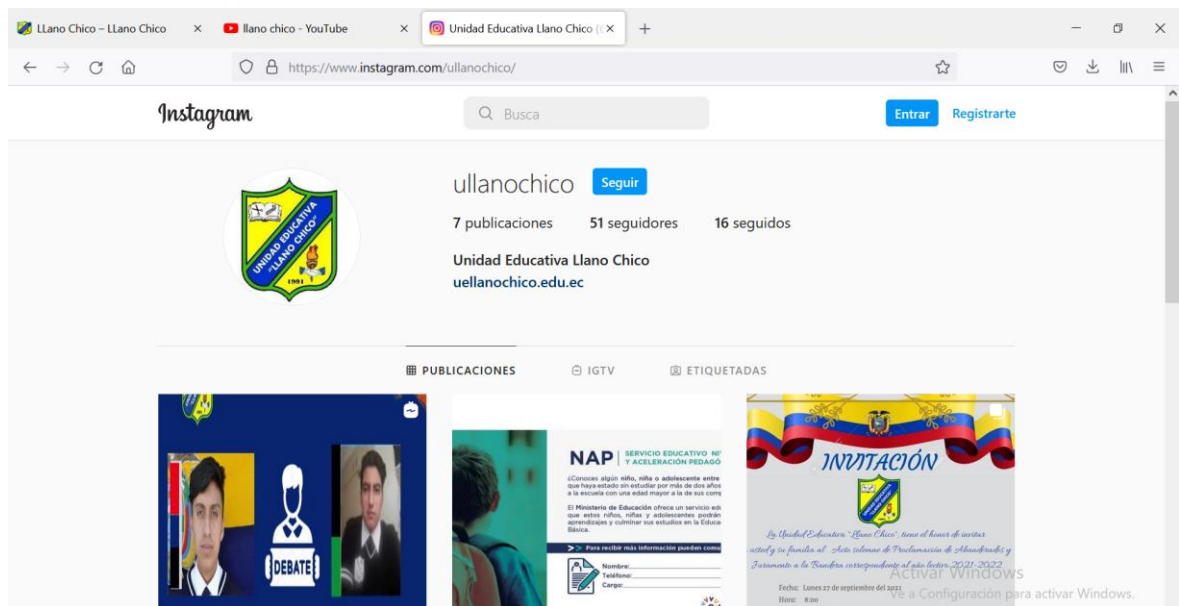 LLano Chico – LLano Chico
llano chico - YouTube
Unidad Educativa Llano Chico (
https://www.instagram.com/ullanochico/
Instagram
Busca
Entrar
Registrarte
UNIDAD EDUCATIVA
"LLANO CHICO"
1991
ullanochico
Seguir
7 publicaciones 51 seguidores 16 seguidos
Unidad Educativa Llano Chico
uellanochico.edu.ec
PUBLICACIONES
IGTV
ETIQUETADAS
DEBATE
NAP SERVICIO EDUCATIVO
Y ACELERACIÓN PEDAGÓ
¿Conoces algún niño, niña o adolescente entre
que haya estado sin estudiar por más de dos años
a la escuela con una edad mayor a la de sus comp
El Ministerio de Educación ofrece un servicio edu
que estos niños, niñas y adolescentes podrán
aprendizajes y culminar sus estudios en la Educa
Básica.
>> Para recibir más información pueden comu
Nombre:
Teléfono:
Cargo:
INVITACIÓN
La Unidad Educativa "Llano Chico", tiene el honor de invitar
usted y su familia al Acto solemne de Proclamación de Abanderados y
Juramento a la Bandera correspondiente al año lectivo 2021-2022
Fecha: Lunes 27 de septiembre del 2021
Hora: 8:00
Activar Windows
Ve a Configuración para activar Windows.